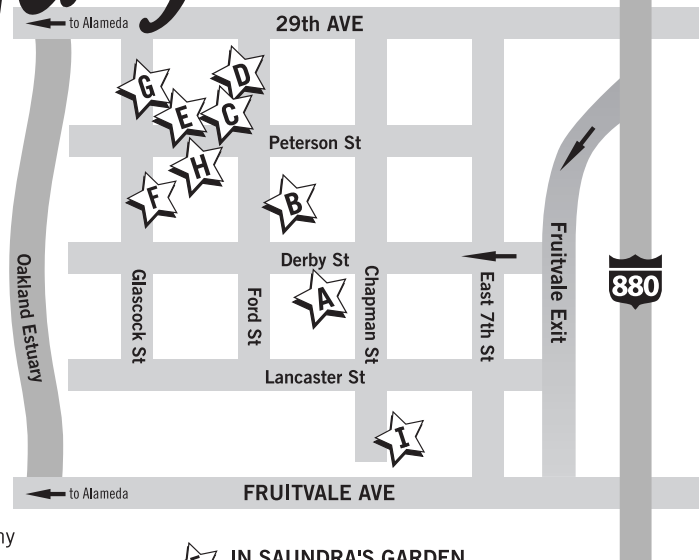 to Alameda
29th AVE
G
D
E
C
Peterson St
H
F
B
Derby St
A
Oakland Estuary
Glascock St
Ford St
Chapman St
East 7th St
Fruitvale Exit
880
Lancaster St
I
to Alameda
FRUITVALE AVE
IN SAUNDRA'S GARDEN